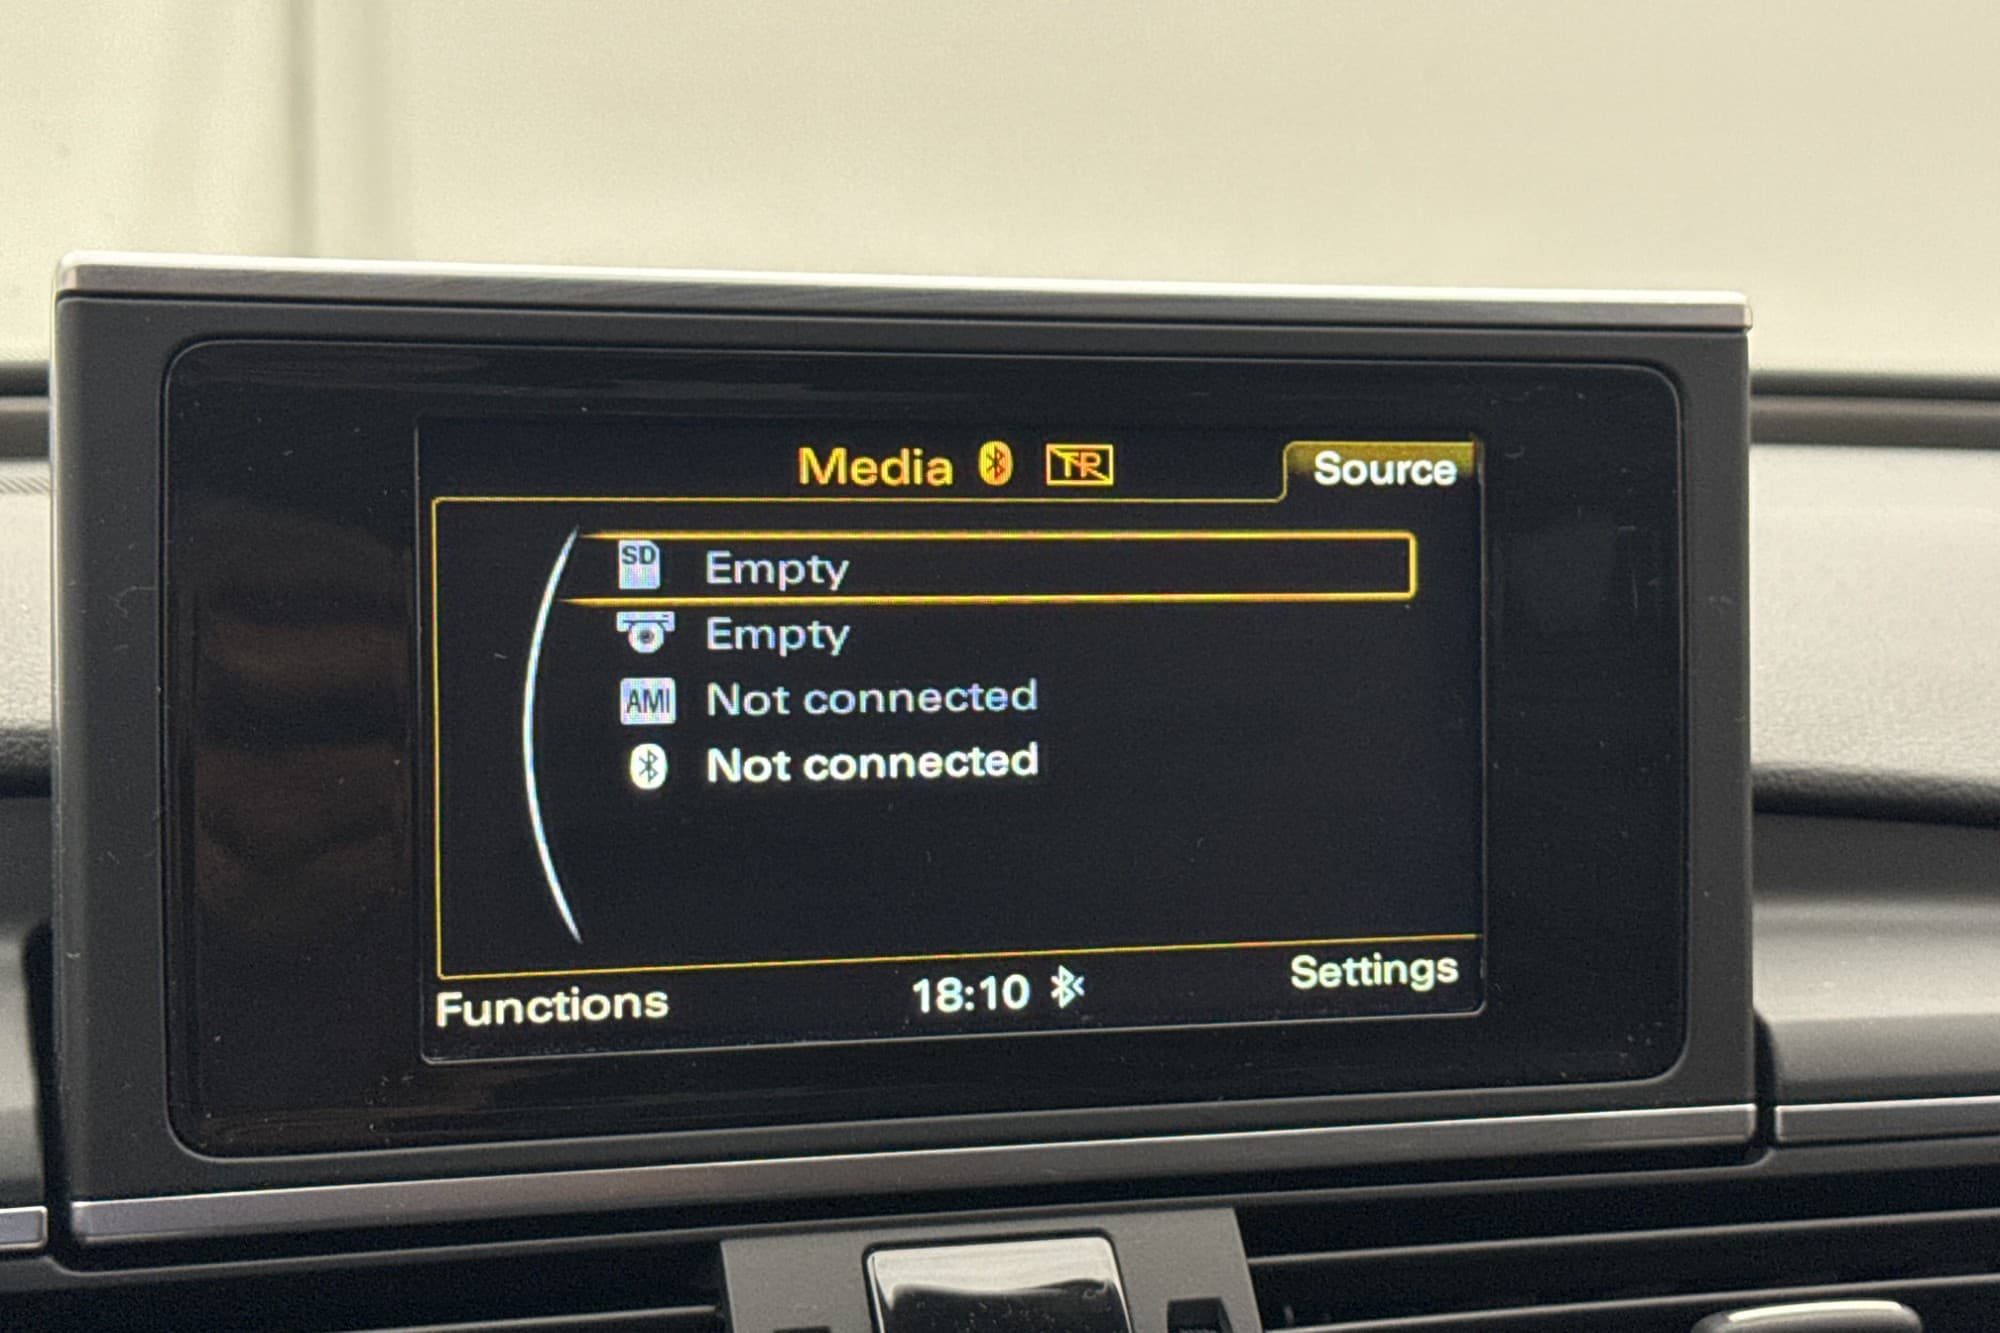 Media TR Source
SD Empty
Empty
AMI Not connected
Not connected
Functions 18:10 Settings